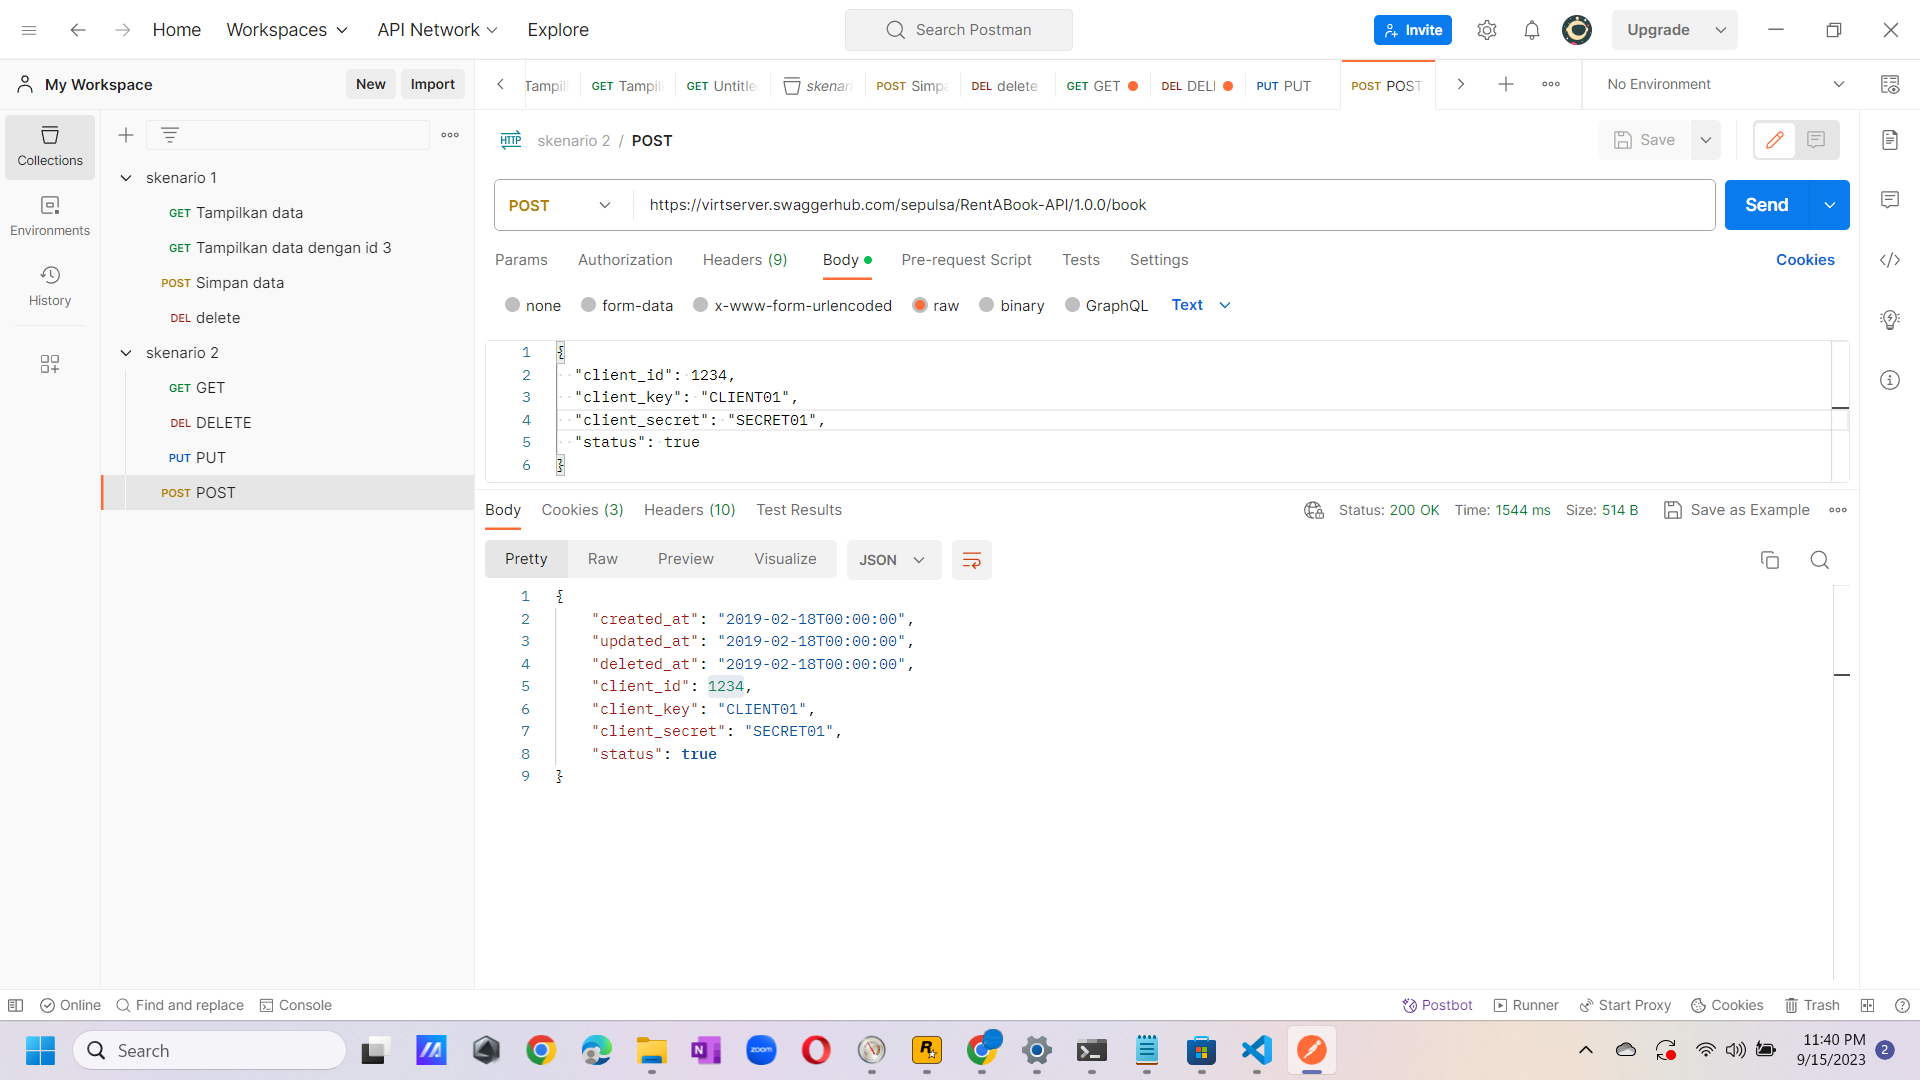 Home
Workspaces
API Network
Explore
Search Postman
Invite
Upgrade
My Workspace
New
Import
Tampil
GET Tampil
GET Untitle
skenari
POST Simpa
DEL delete
GET GET
DEL DELI
PUT PUT
POST POST
No Environment
Collections
Environments
History
skenario 1
GET Tampilkan data
GET Tampilkan data dengan id 3
POST Simpan data
DEL delete
skenario 2
GET GET
DEL DELETE
PUT PUT
POST POST
HTTP skenario 2 / POST
Save
POST
https://virtserver.swaggerhub.com/sepulsa/RentABook-API/1.0.0/book
Send
Params
Authorization
Headers (9)
Body
Pre-request Script
Tests
Settings
Cookies
none
form-data
x-www-form-urlencoded
raw
binary
GraphQL
Text
1 {
2 "client_id": 1234,
3 "client_key": "CLIENT01",
4 "client_secret": "SECRET01",
5 "status": true
6 }
Body
Cookies (3)
Headers (10)
Test Results
Status: 200 OK
Time: 1544 ms
Size: 514 B
Save as Example
Pretty
Raw
Preview
Visualize
JSON
1 {
2 "created_at": "2019-02-18T00:00:00",
3 "updated_at": "2019-02-18T00:00:00",
4 "deleted_at": "2019-02-18T00:00:00",
5 "client_id": 1234,
6 "client_key": "CLIENT01",
7 "client_secret": "SECRET01",
8 "status": true
9 }
Online
Find and replace
Console
Postbot
Runner
Start Proxy
Cookies
Trash
Search
zoom
11:40 PM
9/15/2023
2